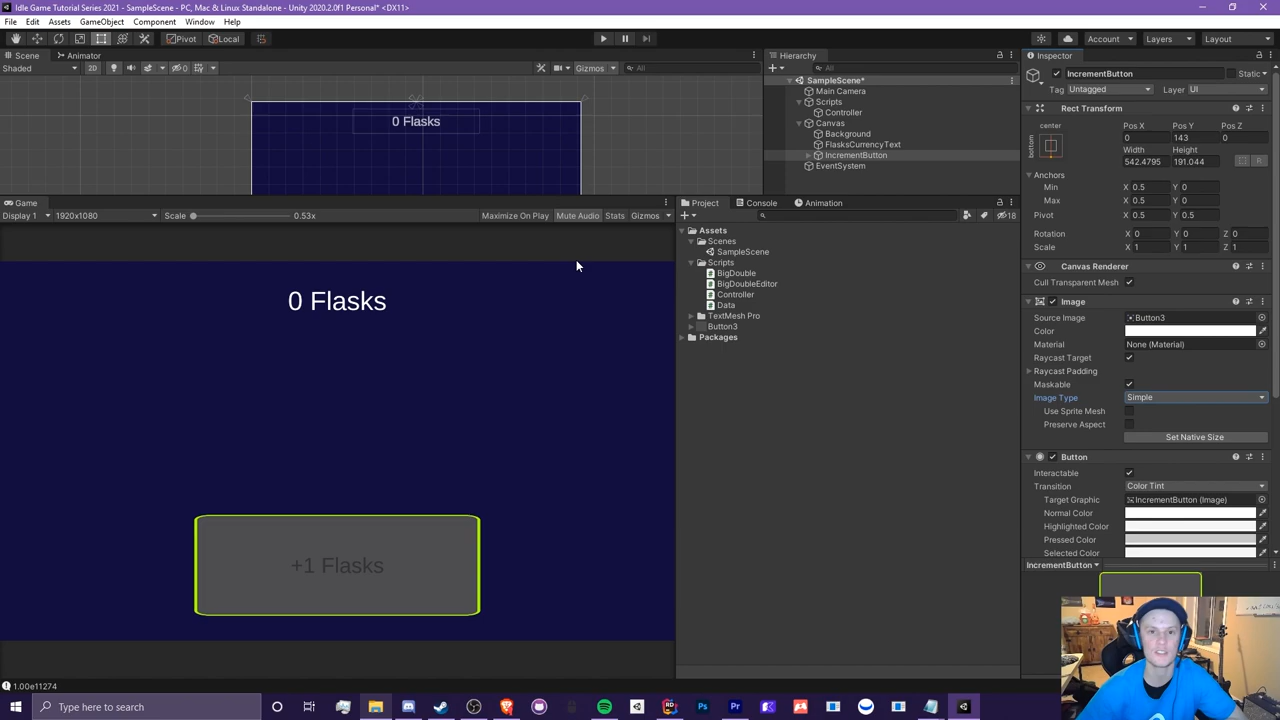 Idle Game Tutorial Series 2021 - SampleScene - PC, Mac & Linux Standalone - Unity 2020.2.0f1 Personal* <DX11>
File Edit Assets GameObject Component Window Help
Pivot Local Account Layers Layout
Scene Animator
Shaded 2D 0 Gizmos All
0 Flasks
Game
Display 1 1920x1080 Scale 0.53x Maximize On Play Mute Audio Stats Gizmos
0 Flasks
+1 Flasks
Hierarchy
All
SampleScene*
Main Camera
Scripts
Controller
Canvas
Background
FlasksCurrencyText
IncrementButton
EventSystem
Project Console Animation
18
Assets
Scenes
SampleScene
Scripts
BigDouble
BigDoubleEditor
Controller
Data
TextMesh Pro
Button3
Packages
Inspector
IncrementButton Static
Tag Untagged Layer UI
Rect Transform
center Pos X Pos Y Pos Z
bottom 0 143 0
Width Height
542.4795 191.044 R
Anchors
Min X 0.5 Y 0
Max X 0.5 Y 0
Pivot X 0.5 Y 0.5
Rotation X 0 Y 0 Z 0
Scale X 1 Y 1 Z 1
Canvas Renderer
Cull Transparent Mesh
Image
Source Image Button3
Color
Material None (Material)
Raycast Target
Raycast Padding
Maskable
Image Type Simple
Use Sprite Mesh
Preserve Aspect
Set Native Size
Button
Interactable
Transition Color Tint
Target Graphic IncrementButton (Image)
Normal Color
Highlighted Color
Pressed Color
Selected Color
IncrementButton
1.00e11274
Type here to search